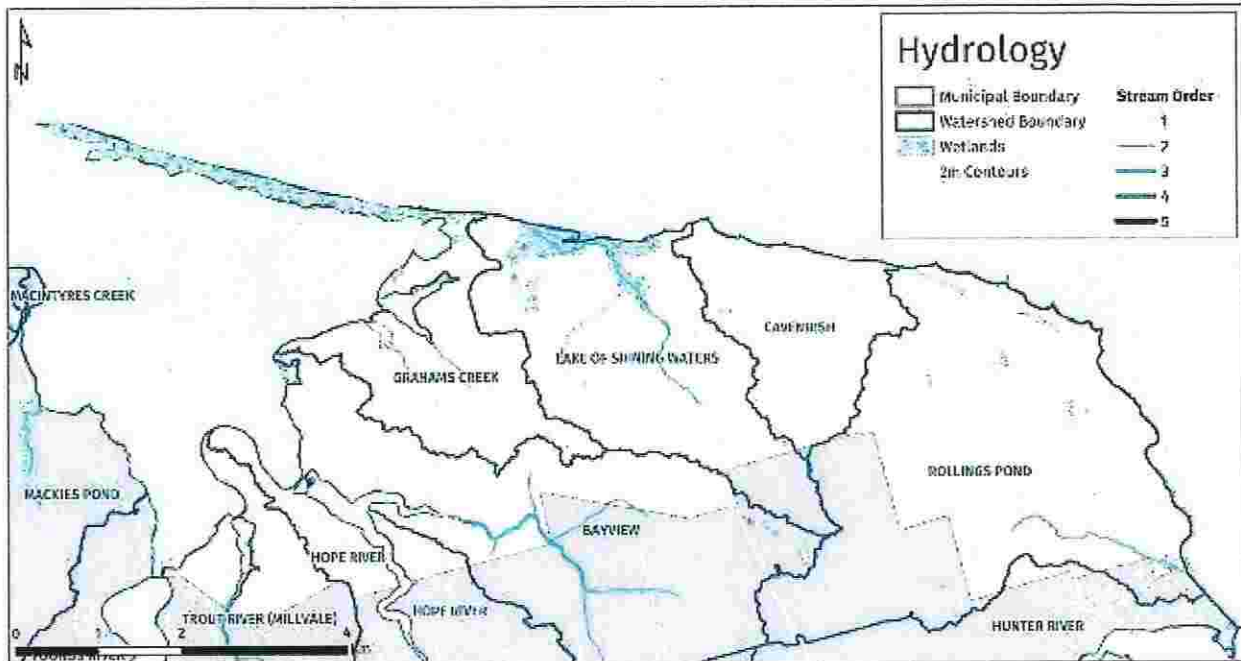 N
Hydrology
Municipal Boundary
Watershed Boundary
Wetlands
2m Contours
Stream Order
1
2
3
4
5
MACINTYRES CREEK
CAVENDISH
LAKE OF SHINING WATERS
GRAHAMS CREEK
ROLLINGS POND
MACKIES POND
BAYVIEW
HOPE RIVER
HOPE RIVER
TROUT RIVER (MILLVALE)
HUNTER RIVER
0 1 2 4
km